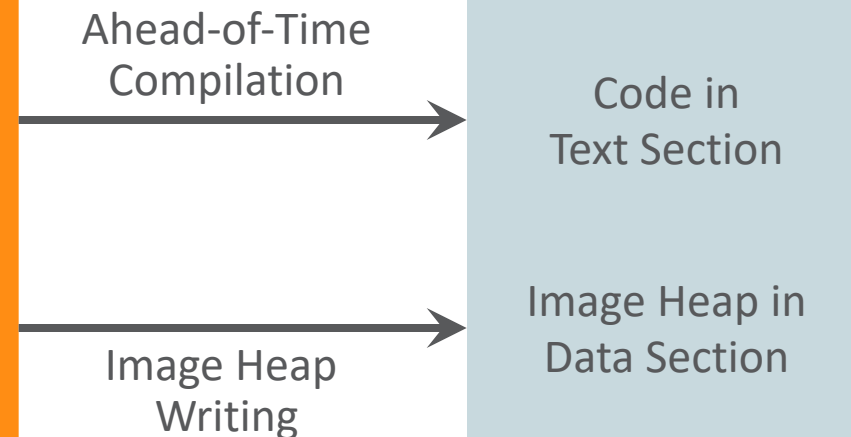 Ahead-of-Time
Compilation
Code in
Text Section
Image Heap in
Data Section
Image Heap
Writing